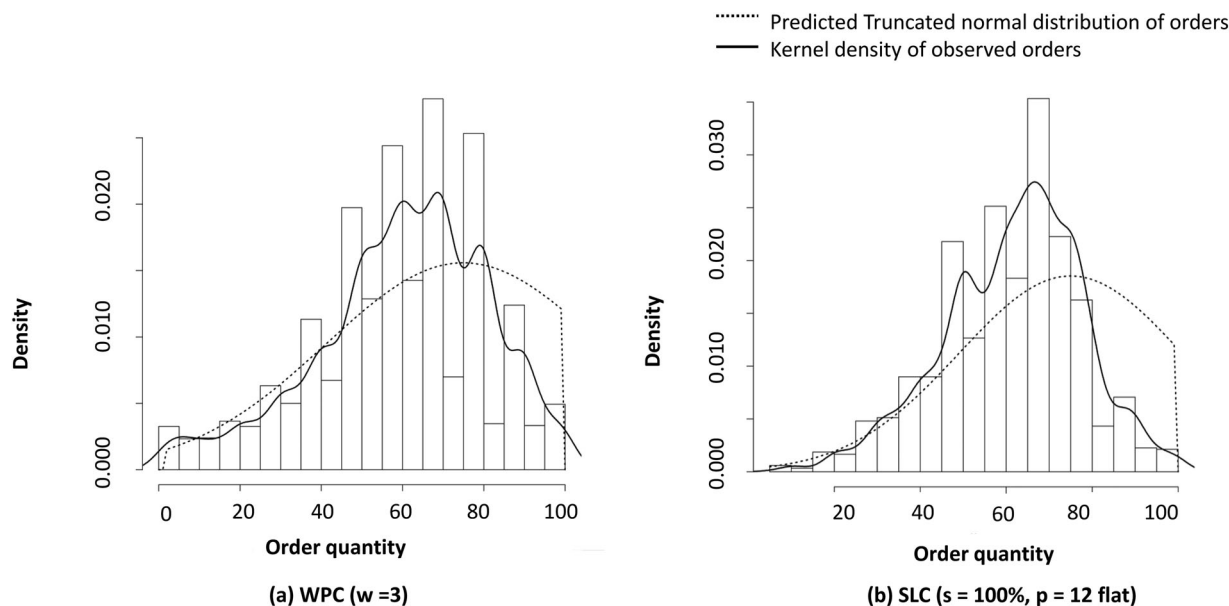 Predicted Truncated normal distribution of orders
Kernel density of observed orders
Density
0.000
0.010
0.020
0 20 40 60 80 100
Order quantity
(a) WPC (w =3)
Density
0.000
0.010
0.020
0.030
20 40 60 80 100
Order quantity
(b) SLC (s = 100%, p = 12 flat)